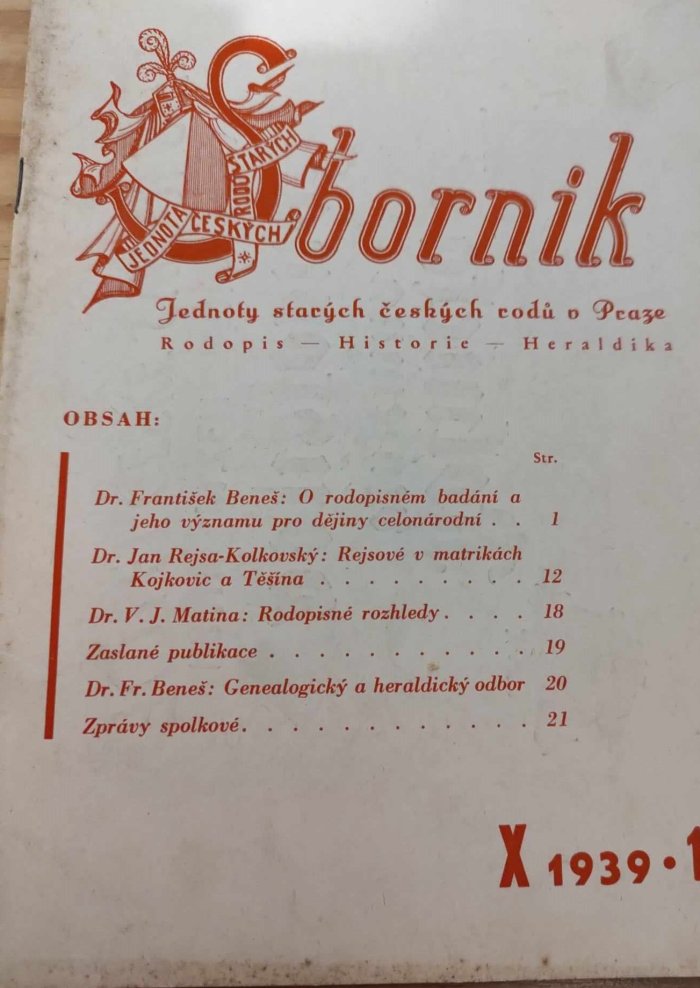 Sborník
JEDNOTA STARÝCH
ČESKÝCH RODŮ
Jednoty starých českých rodů v Praze
Rodopis — Historie — Heraldika
OBSAH:
Str.
Dr. František Beneš: O rodopisném badání a
jeho významu pro dějiny celonárodní . . 1
Dr. Jan Rejsa-Kolkovský: Rejsové v matrikách
Kojkovic a Těšína . . . . . . . . . 12
Dr. V. J. Matina: Rodopisné rozhledy . . . . 18
Zaslané publikace . . . . . . . . . . . 19
Dr. Fr. Beneš: Genealogický a heraldický odbor 20
Zprávy spolkové . . . . . . . . . . . . 21
X 1939 · 1